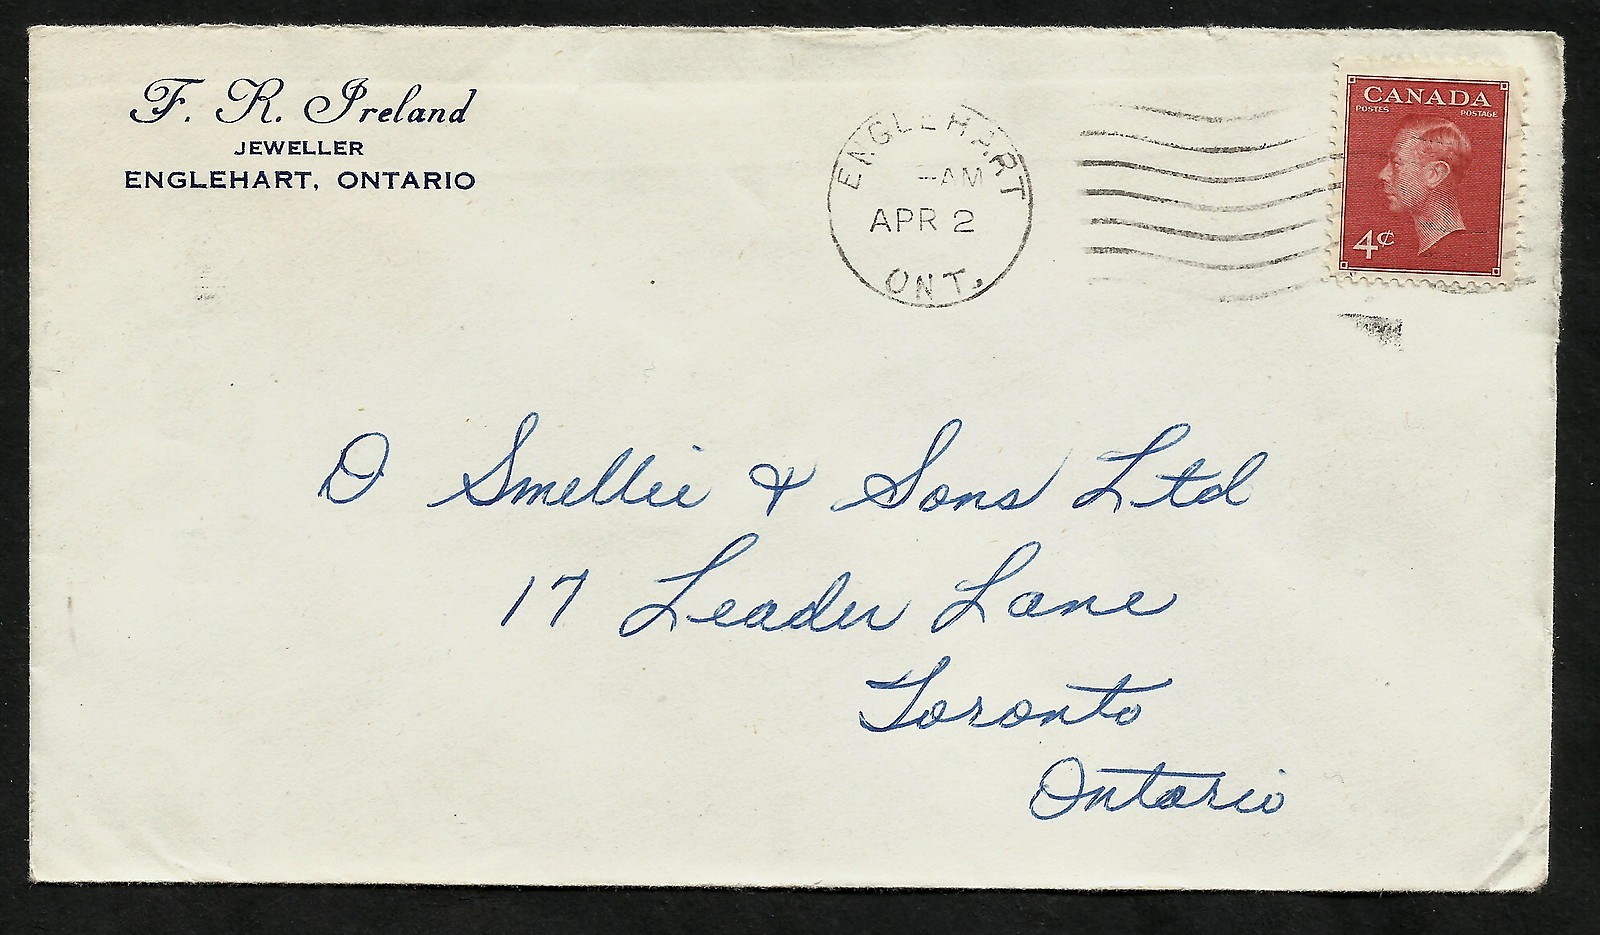 F. R. Ireland
JEWELLER
ENGLEHART, ONTARIO
ENGLEHART
AM
APR 2
ONT.
CANADA
POSTES POSTAGE
4¢
D Smellie & Sons Ltd
17 Leader Lane
Toronto
Ontario